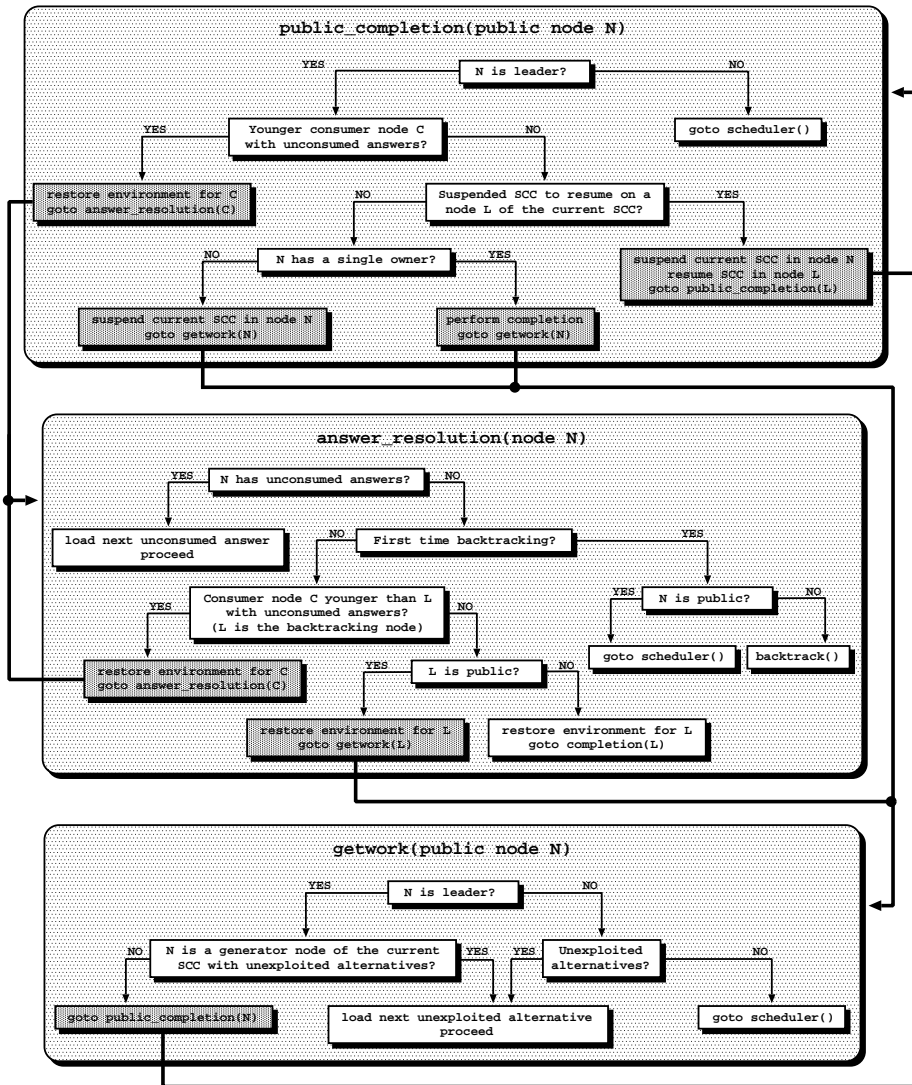 public_completion(public node N)
YES
NO
N is leader?
YES
Younger consumer node C
with unconsumed answers?
NO
goto scheduler()
restore environment for C
goto answer_resolution(C)
NO
Suspended SCC to resume on a
node L of the current SCC?
YES
NO
N has a single owner?
YES
suspend current SCC in node N
resume SCC in node L
goto public_completion(L)
suspend current SCC in node N
goto getwork(N)
perform completion
goto getwork(N)
answer_resolution(node N)
YES
N has unconsumed answers?
NO
load next unconsumed answer
proceed
NO
First time backtracking?
YES
YES
Consumer node C younger than L
with unconsumed answers?
(L is the backtracking node)
NO
YES
N is public?
NO
restore environment for C
goto answer_resolution(C)
YES
L is public?
NO
goto scheduler()
backtrack()
restore environment for L
goto getwork(L)
restore environment for L
goto completion(L)
getwork(public node N)
YES
N is leader?
NO
NO
N is a generator node of the current
SCC with unexploited alternatives?
YES
YES
Unexploited
alternatives?
NO
goto public_completion(N)
load next unexploited alternative
proceed
goto scheduler()